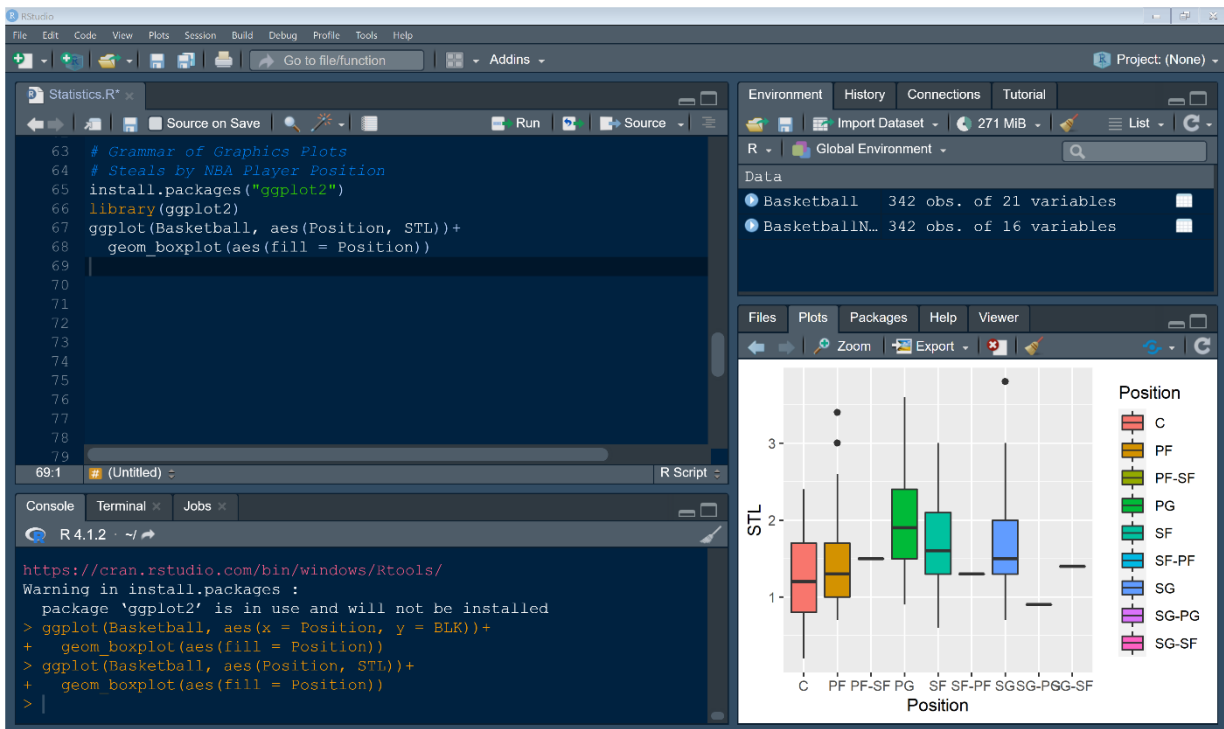 RStudio
File Edit Code View Plots Session Build Debug Profile Tools Help
Go to file/function Addins Project: (None)
Statistics.R*
Source on Save Run Source
63 # Grammar of Graphics Plots
64 # Steals by NBA Player Position
65 install.packages("ggplot2")
66 library(ggplot2)
67 ggplot(Basketball, aes(Position, STL))+
68 geom_boxplot(aes(fill = Position))
69
70
71
72
73
74
75
76
77
78
79
69:1 # (Untitled) R Script
Console Terminal Jobs
R 4.1.2 · ~/
https://cran.rstudio.com/bin/windows/Rtools/
Warning in install.packages :
package ‘ggplot2’ is in use and will not be installed
> ggplot(Basketball, aes(x = Position, y = BLK))+
+ geom_boxplot(aes(fill = Position))
> ggplot(Basketball, aes(Position, STL))+
+ geom_boxplot(aes(fill = Position))
>
Environment History Connections Tutorial
Import Dataset 271 MiB List
R Global Environment
Data
Basketball 342 obs. of 21 variables
BasketballN… 342 obs. of 16 variables
Files Plots Packages Help Viewer
Zoom Export
STL
3
2
1
C PF PF-SF PG SF SF-PF SG SG-PG SG-SF
Position
Position
C
PF
PF-SF
PG
SF
SF-PF
SG
SG-PG
SG-SF